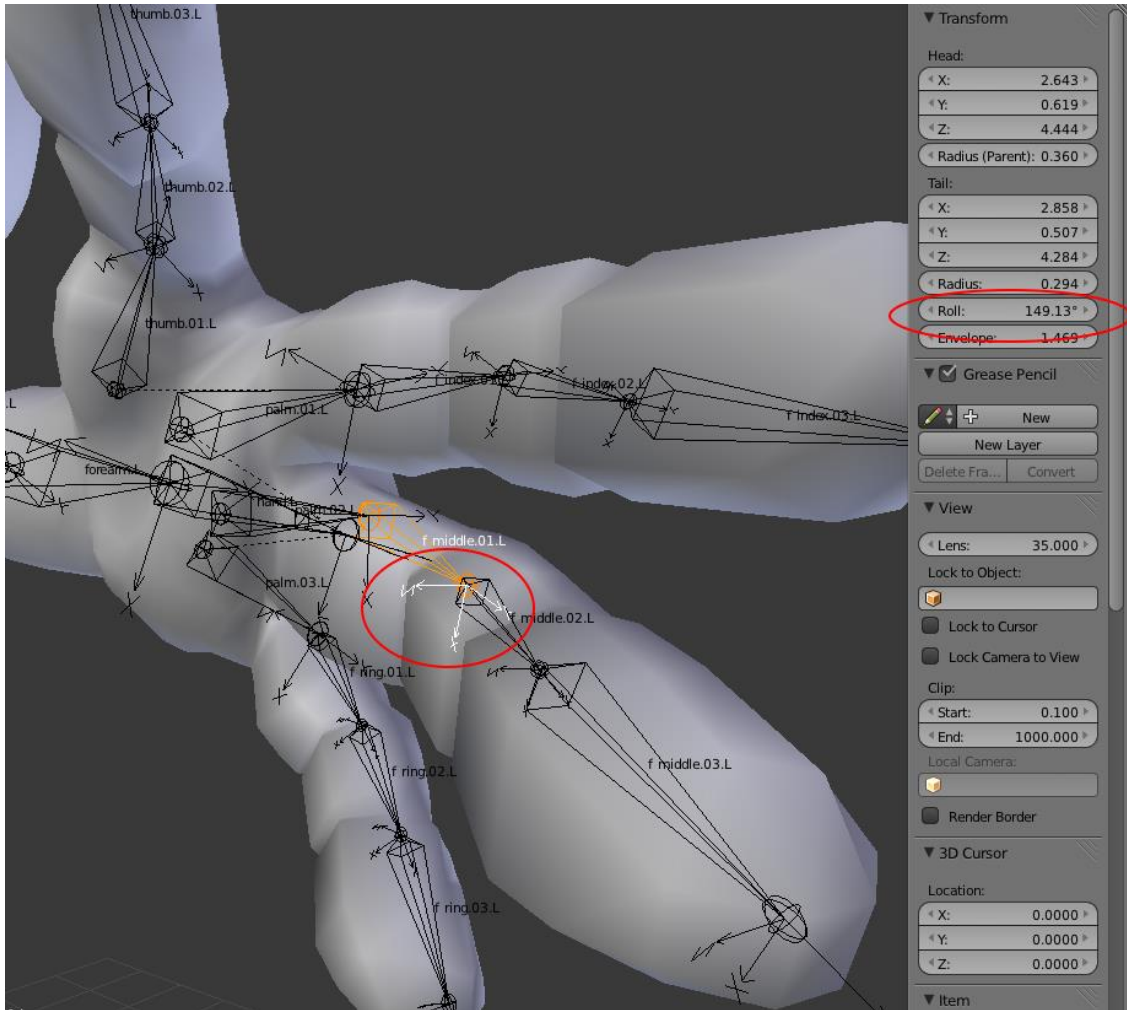 thumb.03.L
thumb.02.L
thumb.01.L
palm.01.L
f_index.02.L
f_index.03.L
.L
forearm.L
hand.L
palm.02.L
f_middle.01.L
palm.03.L
f_middle.02.L
f_ring.01.L
f_ring.02.L
f_middle.03.L
f_ring.03.L
Transform
Head:
X: 2.643
Y: 0.619
Z: 4.444
Radius (Parent): 0.360
Tail:
X: 2.858
Y: 0.507
Z: 4.284
Radius: 0.294
Roll: 149.13°
Envelope: 1.469
Grease Pencil
New
New Layer
Delete Fra... Convert
View
Lens: 35.000
Lock to Object:
Lock to Cursor
Lock Camera to View
Clip:
Start: 0.100
End: 1000.000
Local Camera:
Render Border
3D Cursor
Location:
X: 0.0000
Y: 0.0000
Z: 0.0000
Item